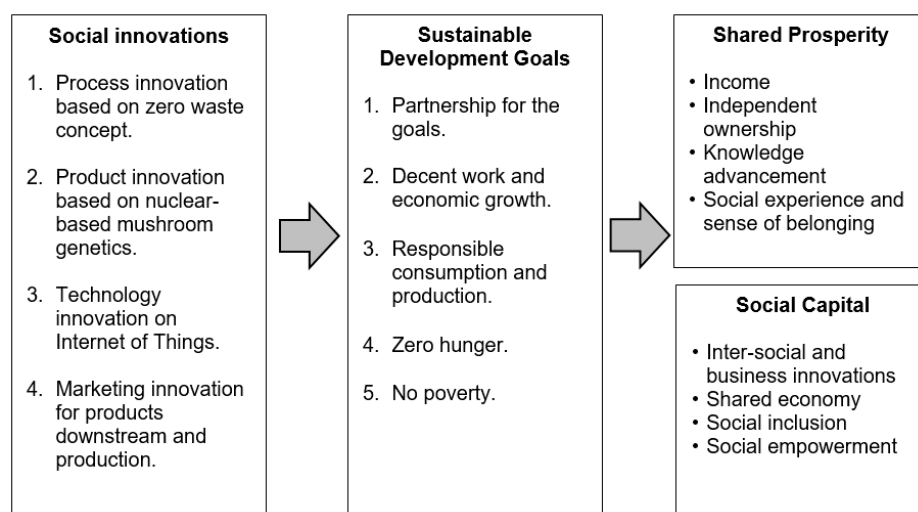 Social innovations
1. Process innovation
based on zero waste
concept.
2. Product innovation
based on nuclear-
based mushroom
genetics.
3. Technology
innovation on
Internet of Things.
4. Marketing innovation
for products
downstream and
production.
Sustainable
Development Goals
1. Partnership for the
goals.
2. Decent work and
economic growth.
3. Responsible
consumption and
production.
4. Zero hunger.
5. No poverty.
Shared Prosperity
• Income
• Independent
ownership
• Knowledge
advancement
• Social experience and
sense of belonging
Social Capital
• Inter-social and
business innovations
• Shared economy
• Social inclusion
• Social empowerment